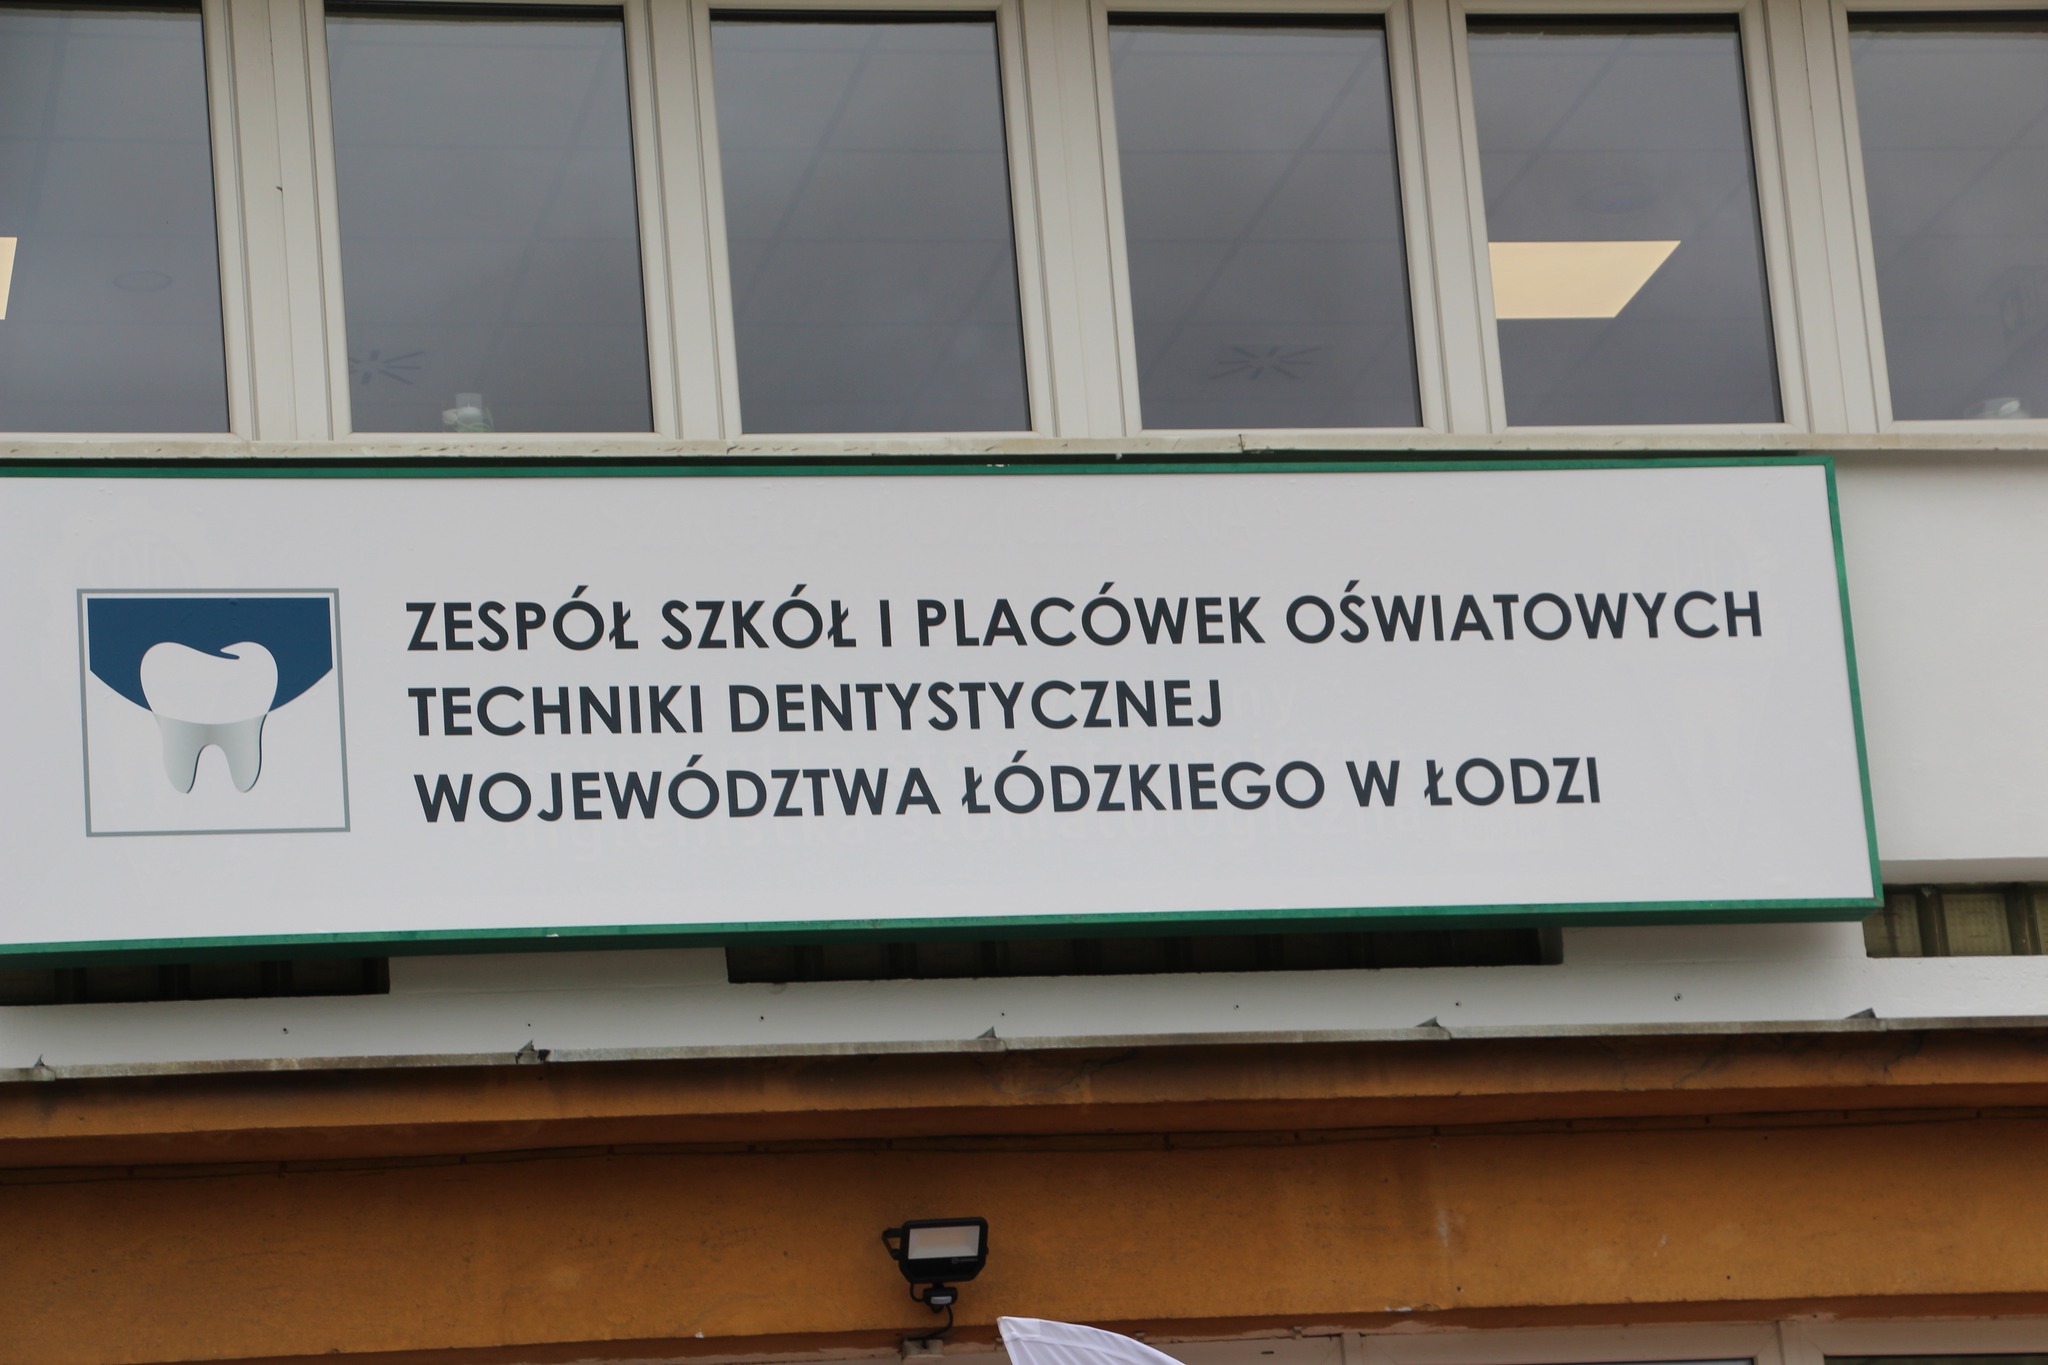 ZESPÓŁ SZKÓŁ I PLACÓWEK OŚWIATOWYCH
TECHNIKI DENTYSTYCZNEJ
WOJEWÓDZTWA ŁÓDZKIEGO W ŁODZI